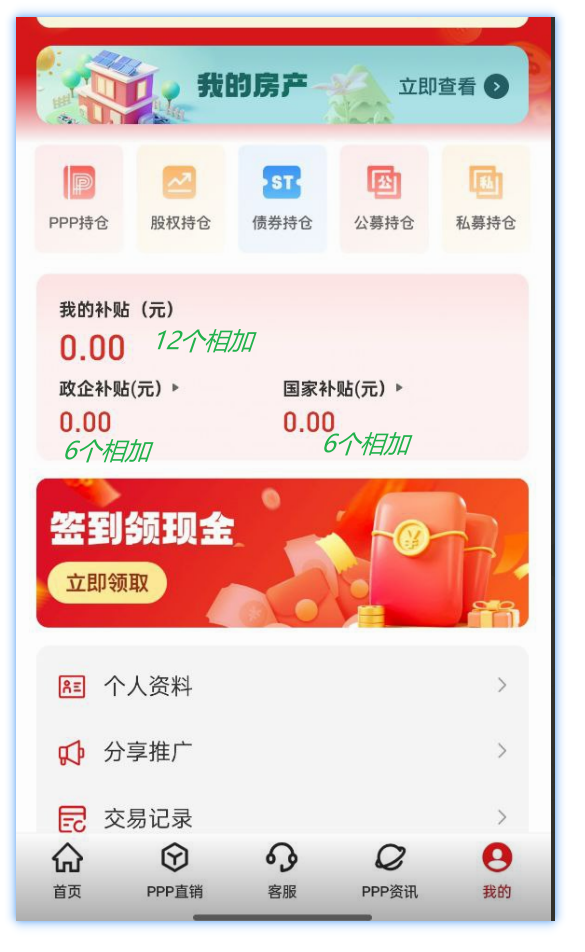 我的房产 立即查看
PPP ST 公 私
PPP持仓 股权持仓 债券持仓 公募持仓 私募持仓
我的补贴（元）
0.00 12个相加
政企补贴(元) 国家补贴(元)
0.00 0.00
6个相加 6个相加
签到领现金
立即领取
个人资料
分享推广
交易记录
首页 PPP直销 客服 PPP资讯 我的